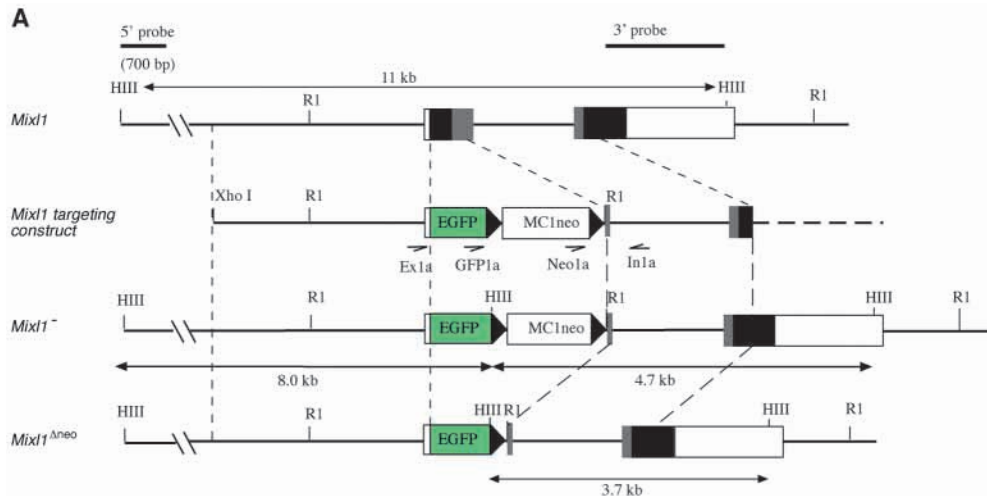 A
5' probe
3' probe
(700 bp)
11 kb
HIII
R1
HIII
R1
Mixl1
Xho I
R1
R1
Mixl1 targeting
construct
EGFP
MC1neo
Ex1a
GFP1a
Neo1a
In1a
HIII
R1
HIII
R1
HIII
R1
Mixl1⁻
EGFP
MC1neo
8.0 kb
4.7 kb
HIII
R1
HIII
R1
HIII
R1
Mixl1Δneo
EGFP
3.7 kb